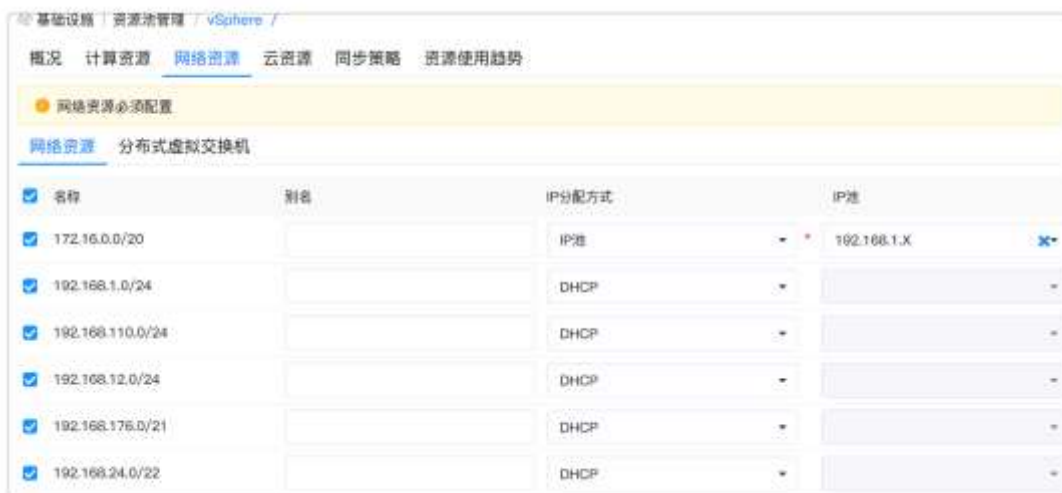 基础设施 | 资源池管理 / vSphere /
概况 计算资源 网络资源 云资源 同步策略 资源使用趋势
网络资源必须配置
网络资源 分布式虚拟交换机
名称 别名 IP分配方式 IP池
172.16.0.0/20 IP池 * 192.168.1.X
192.168.1.0/24 DHCP
192.168.110.0/24 DHCP
192.168.12.0/24 DHCP
192.168.176.0/21 DHCP
192.168.24.0/22 DHCP